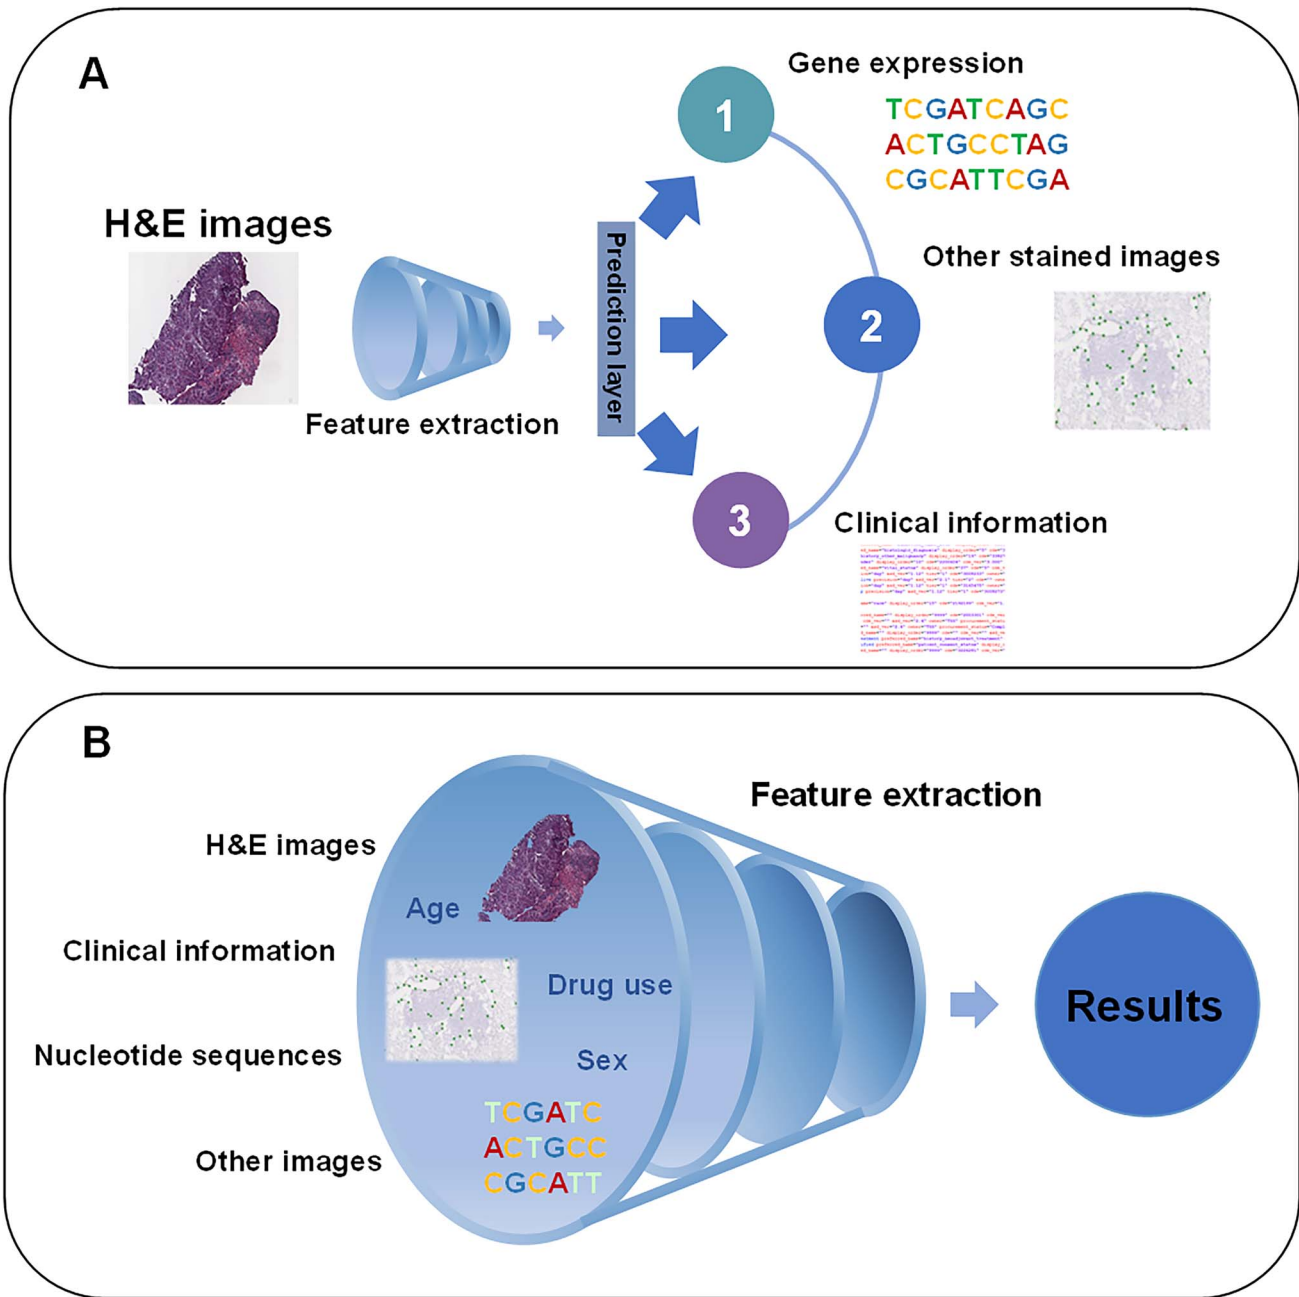 A
Gene expression
1
TCGATCAGC
ACTGCCTAG
CGCATTCGA
H&E images
Prediction layer
Other stained images
2
Feature extraction
3
Clinical information
B
Feature extraction
H&E images
Age
Clinical information
Drug use
Results
Nucleotide sequences
Sex
TCGATC
ACTGCC
CGCATT
Other images